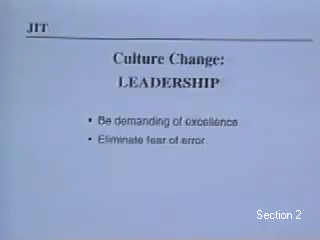 JIT
Culture Change:
LEADERSHIP
• Be demanding of excellence
• Eliminate fear of error.
Section 2